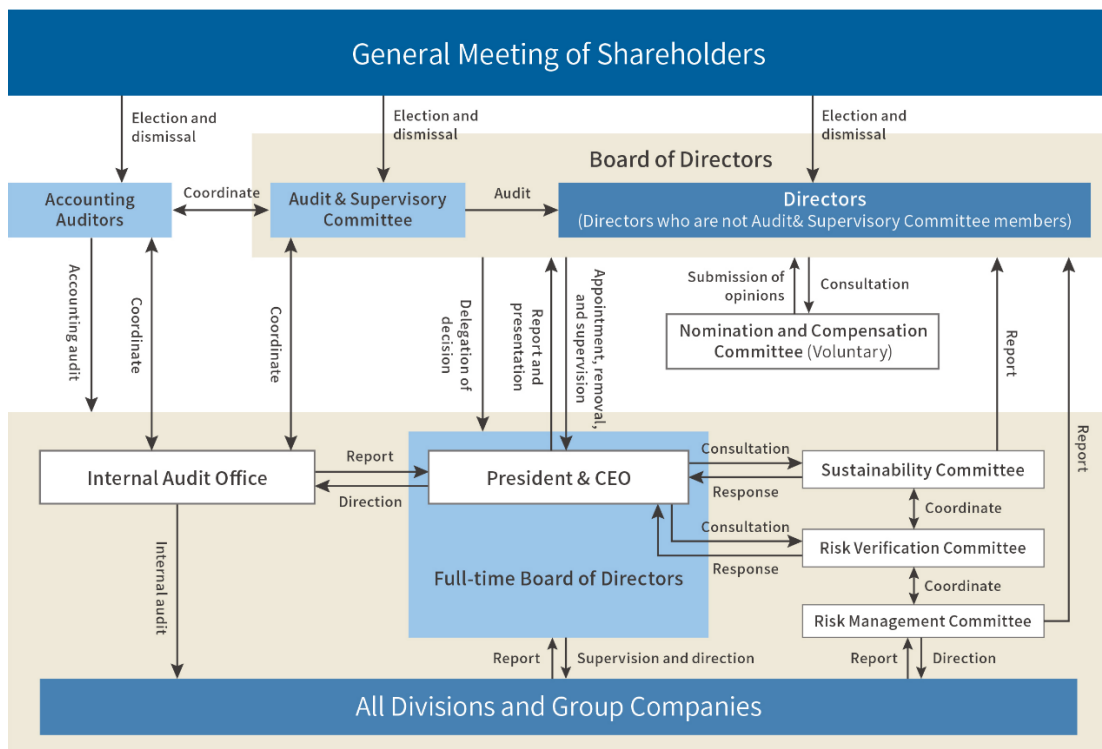 General Meeting of Shareholders
Election and
dismissal
Election and
dismissal
Election and
dismissal
Board of Directors
Accounting
Auditors
Coordinate
Audit & Supervisory
Committee
Audit
Directors
(Directors who are not Audit& Supervisory Committee members)
Accounting audit
Coordinate
Coordinate
Delegation of
decision
Report and
presentation
Appointment, removal,
and supervision
Submission of
opinions
Consultation
Nomination and Compensation
Committee (Voluntary)
Report
Report
Internal Audit Office
Report
Direction
President & CEO
Consultation
Response
Sustainability Committee
Coordinate
Consultation
Response
Risk Verification Committee
Full-time Board of Directors
Coordinate
Risk Management Committee
Internal audit
Report
Supervision and direction
Report
Direction
All Divisions and Group Companies